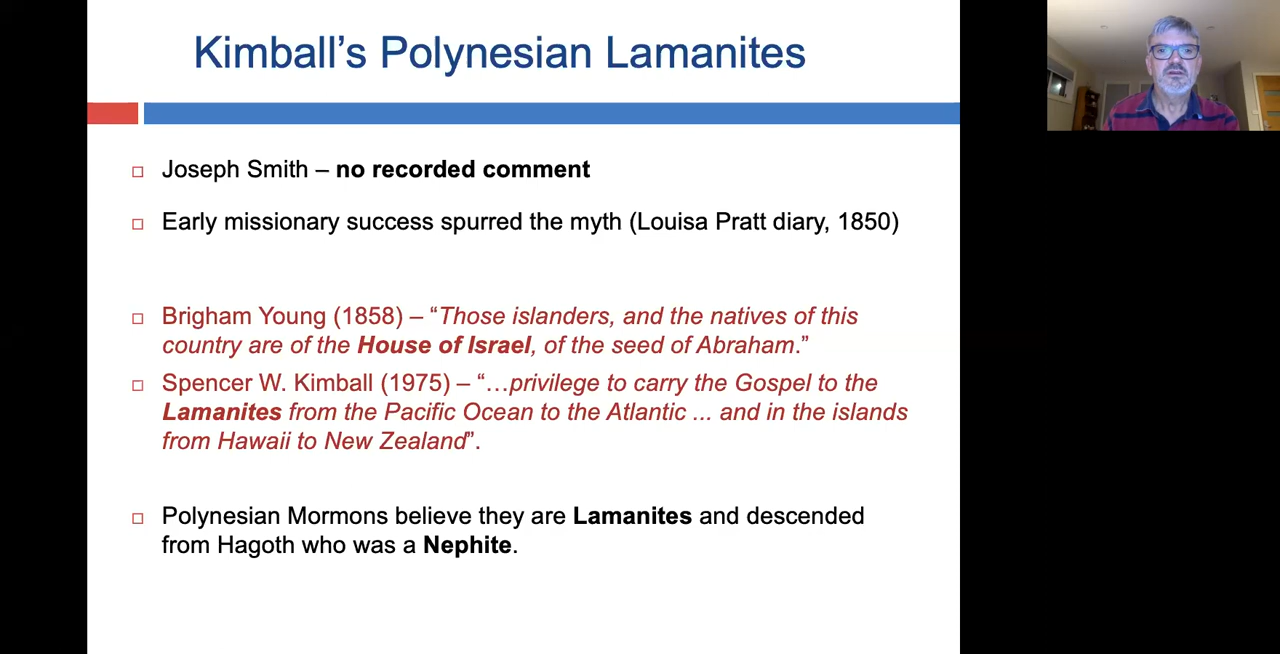 Kimball’s Polynesian Lamanites
Joseph Smith – no recorded comment
Early missionary success spurred the myth (Louisa Pratt diary, 1850)
Brigham Young (1858) – “Those islanders, and the natives of this
country are of the House of Israel, of the seed of Abraham.”
Spencer W. Kimball (1975) – “…privilege to carry the Gospel to the
Lamanites from the Pacific Ocean to the Atlantic ... and in the islands
from Hawaii to New Zealand”.
Polynesian Mormons believe they are Lamanites and descended
from Hagoth who was a Nephite.